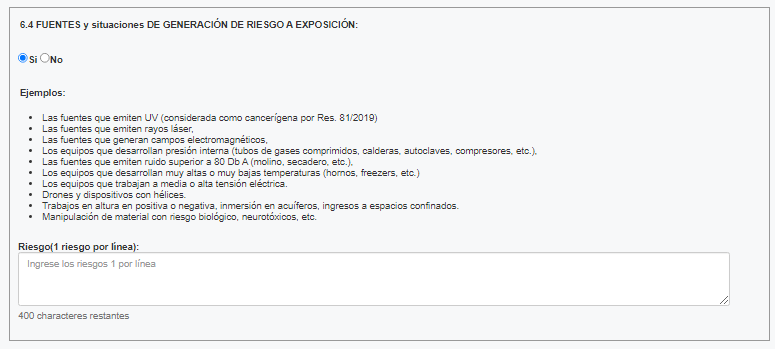 6.4 FUENTES y situaciones DE GENERACIÓN DE RIESGO A EXPOSICIÓN:
Si No
Ejemplos:
• Las fuentes que emiten UV (considerada como cancerígena por Res. 81/2019)
• Las fuentes que emiten rayos láser,
• Las fuentes que generan campos electromagnéticos,
• Los equipos que desarrollan presión interna (tubos de gases comprimidos, calderas, autoclaves, compresores, etc.),
• Las fuentes que emiten ruido superior a 80 Db A (molino, secadero, etc.),
• Los equipos que desarrollan muy altas o muy bajas temperaturas (hornos, freezers, etc.)
• Los equipos que trabajan a media o alta tensión eléctrica.
• Drones y dispositivos con hélices.
• Trabajos en altura en positiva o negativa, inmersión en acuíferos, ingresos a espacios confinados.
• Manipulación de material con riesgo biológico, neurotóxicos, etc.
Riesgo(1 riesgo por línea):
Ingrese los riesgos 1 por línea
400 characteres restantes